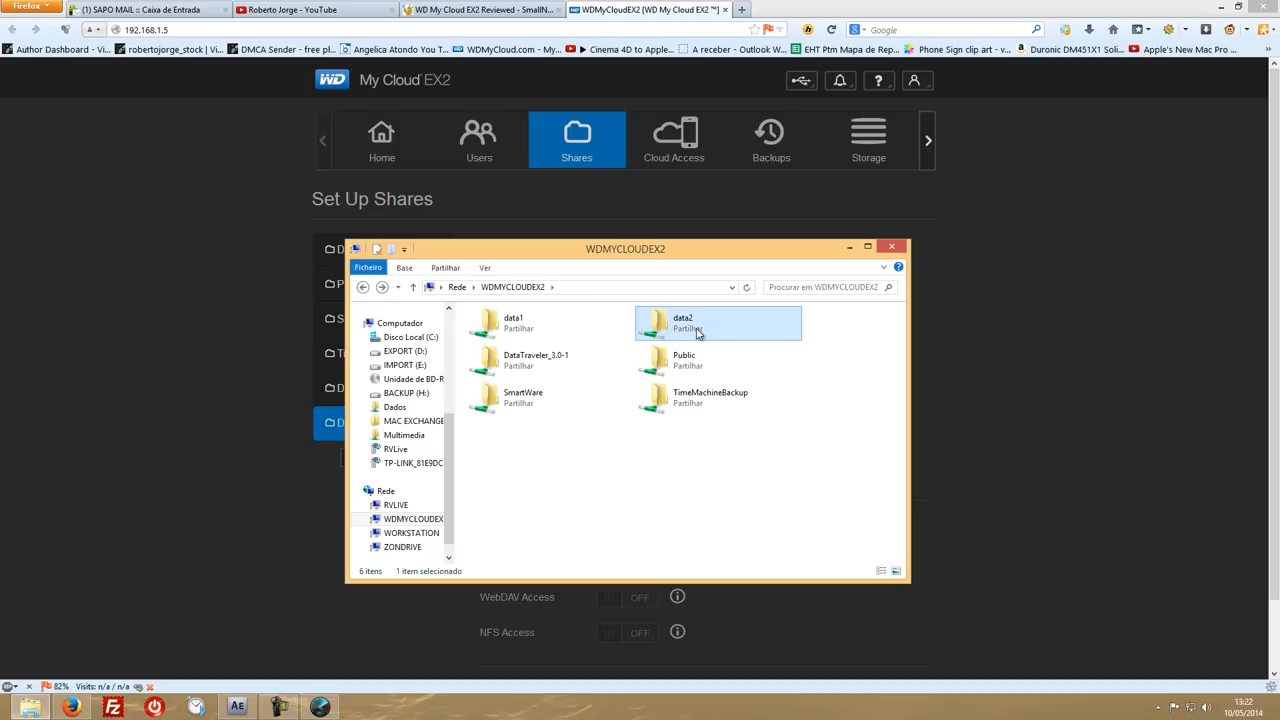 Firefox
(1) SAPO MAIL :: Caixa de Entrada
Roberto Jorge - YouTube
WD My Cloud EX2 Reviewed - SmallN...
WDMyCloudEX2 [WD My Cloud EX2 ™]
192.168.1.5
Google
Author Dashboard - Vi...
robertojorge_stock | V...
DMCA Sender - free pl...
Angelica Atondo You T...
WDMyCloud.com - My...
Cinema 4D to Apple...
A receber - Outlook W...
EHT Ptm Mapa de Rep...
Phone Sign clip art – v...
Duronic DM451X1 Soli...
Apple's New Mac Pro ...
WD My Cloud EX2
Home
Users
Shares
Cloud Access
Backups
Storage
Set Up Shares
WDMYCLOUDEX2
Ficheiro
Base
Partilhar
Ver
Rede
WDMYCLOUDEX2
Procurar em WDMYCLOUDEX2
Computador
Disco Local (C:)
EXPORT (D:)
IMPORT (E:)
Unidade de BD-R
BACKUP (H:)
Dados
MAC EXCHANGE
Multimedia
RVLive
TP-LINK_81E9DC
Rede
RVLIVE
WDMYCLOUDEX
WORKSTATION
ZONDRIVE
data1
Partilhar
data2
Partilhar
DataTraveler_3.0-1
Partilhar
Public
Partilhar
SmartWare
Partilhar
TimeMachineBackup
Partilhar
6 itens
1 item selecionado
WebDAV Access
OFF
NFS Access
OFF
82%
Visits: n/a / n/a
AE
13:22
10/05/2014